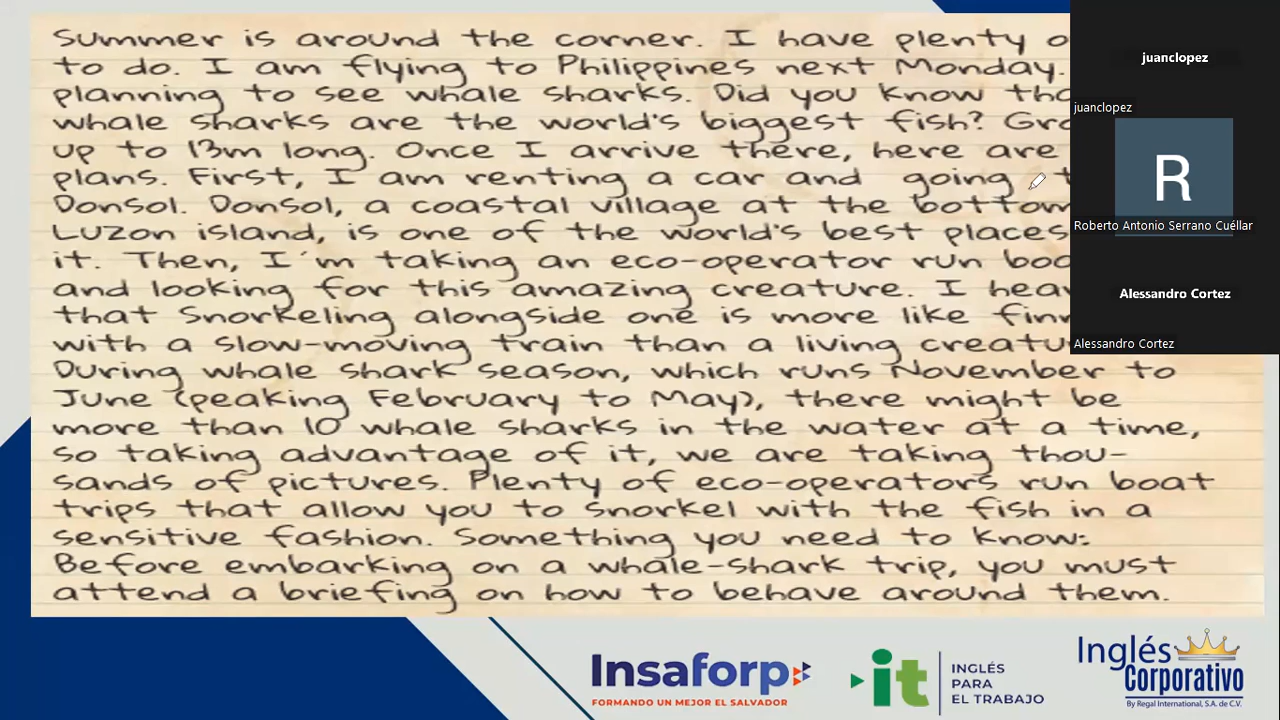 Summer is around the corner. I have plenty
to do. I am flying to Philippines next Monday.
planning to see whale sharks. Did you know
whale sharks are the world's biggest fish?
up to 13m long. Once I arrive there, here are
plans. First, I am renting a car and going
Donsol. Donsol, a coastal village at the bottom
Luzon island, is one of the world's best places
it. Then, I'm taking an eco-operator run
and looking for this amazing creature. I
that snorkeling alongside one is more like
with a slow-moving train than a living
During whale shark season, which runs November to
June (peaking February to May), there might be
more than 10 whale sharks in the water at a time,
so taking advantage of it, we are taking thou-
sands of pictures. Plenty of eco-operators run boat
trips that allow you to snorkel with the fish in a
sensitive fashion. Something you need to know:
Before embarking on a whale-shark trip, you must
attend a briefing on how to behave around them.
juanclopez
juanclopez
R
Roberto Antonio Serrano Cuéllar
Alessandro Cortez
Alessandro Cortez
Insaforp
FORMANDO UN MEJOR EL SALVADOR
it
INGLÉS
PARA
EL TRABAJO
Inglés
Corporativo
By Regal International, S.A. de C.V.